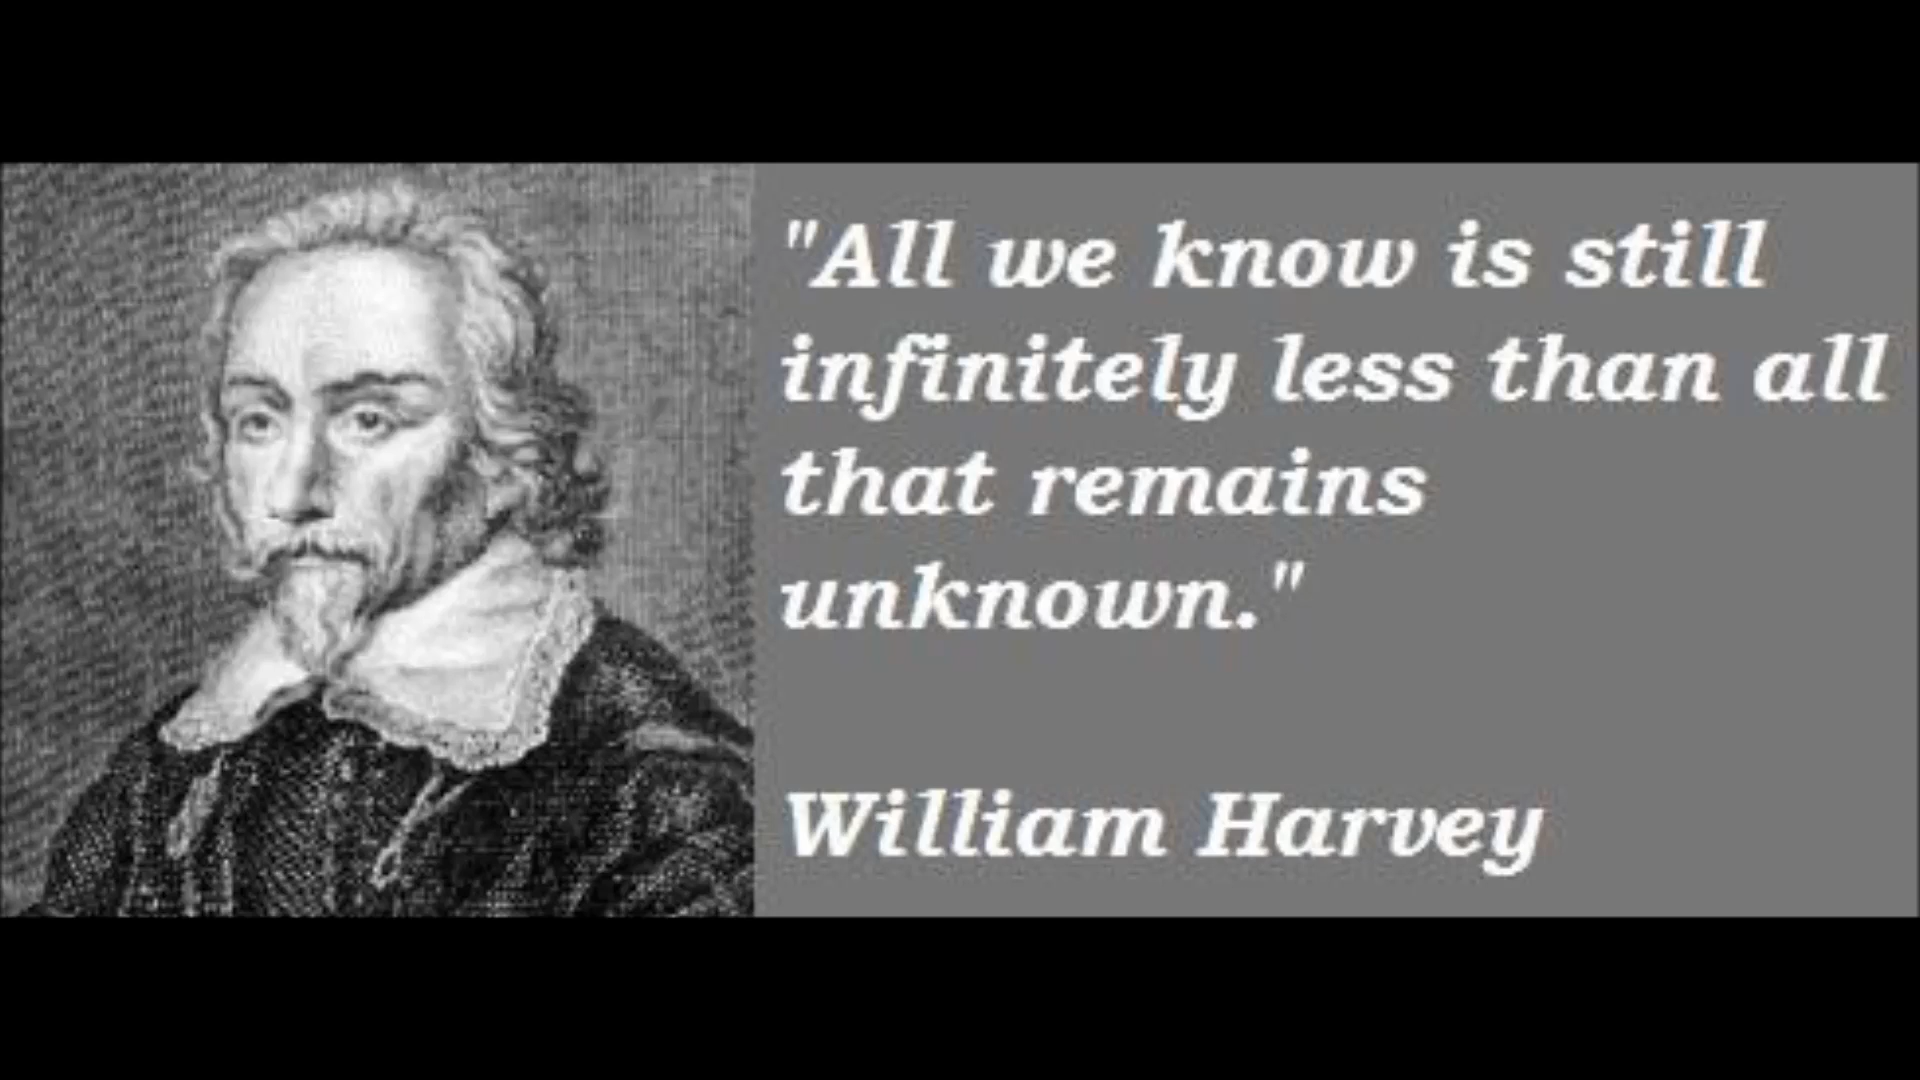 "All we know is still
infinitely less than all
that remains
unknown."
William Harvey